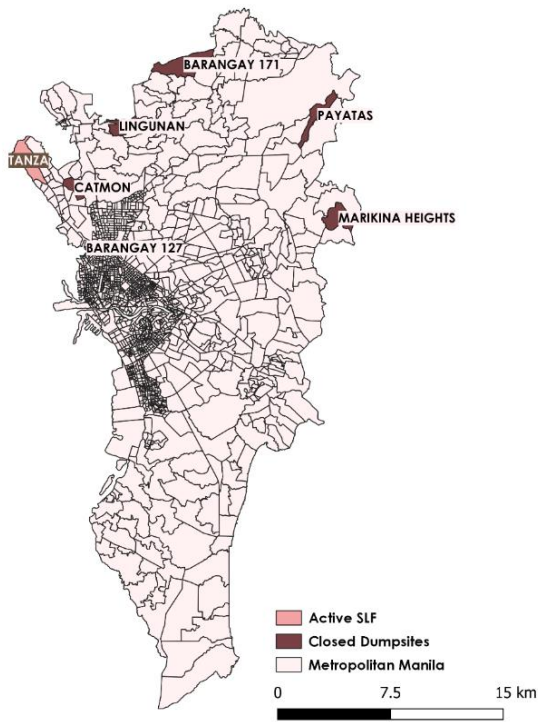 BARANGAY 171
PAYATAS
LINGUNAN
TANZA
CATMON
MARIKINA HEIGHTS
BARANGAY 127
Active SLF
Closed Dumpsites
Metropolitan Manila
0 7.5 15 km